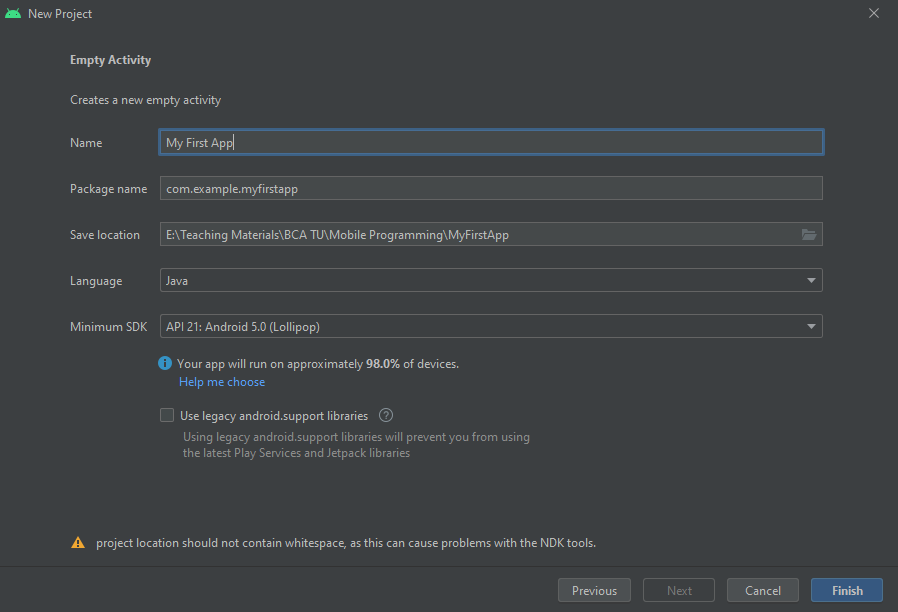 New Project
Empty Activity
Creates a new empty activity
Name My First App
Package name com.example.myfirstapp
Save location E:\Teaching Materials\BCA TU\Mobile Programming\MyFirstApp
Language Java
Minimum SDK API 21: Android 5.0 (Lollipop)
Your app will run on approximately 98.0% of devices.
Help me choose
Use legacy android.support libraries ?
Using legacy android.support libraries will prevent you from using
the latest Play Services and Jetpack libraries
project location should not contain whitespace, as this can cause problems with the NDK tools.
Previous Next Cancel Finish